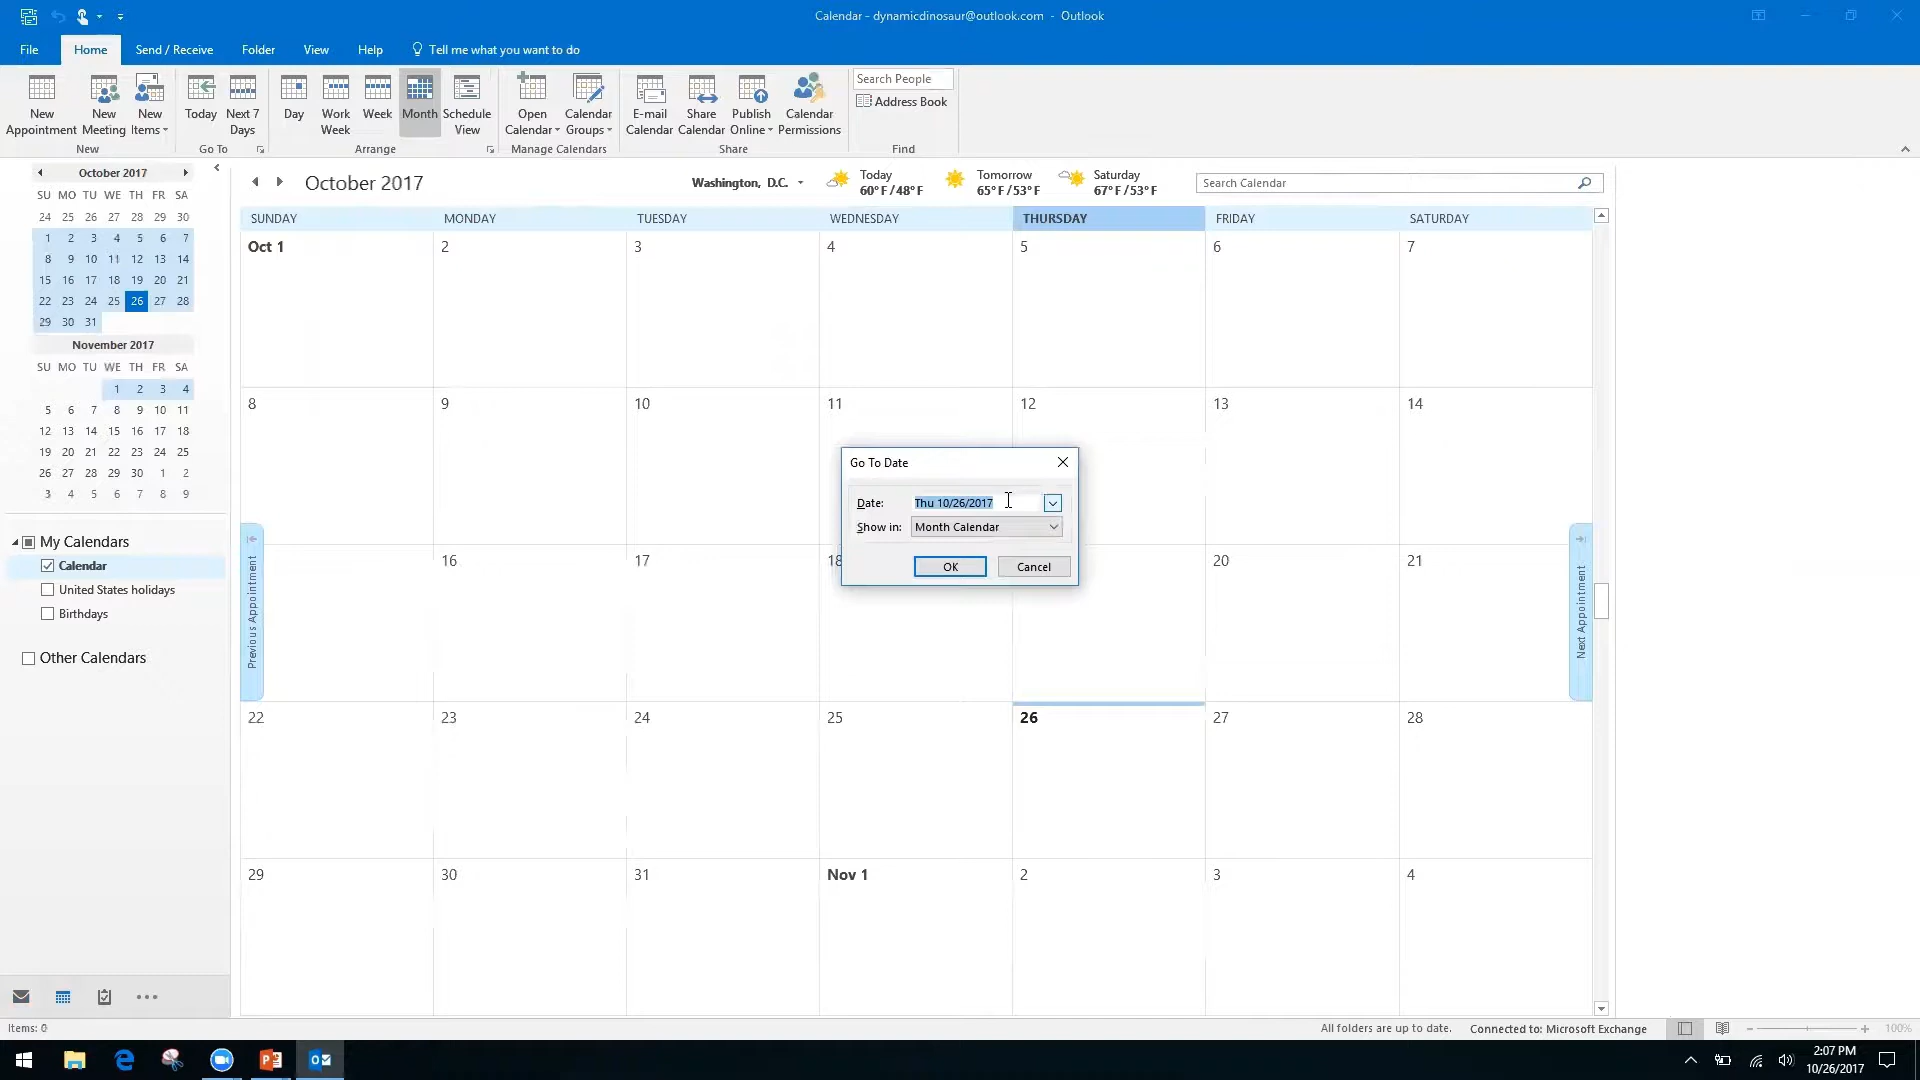 Calendar - dynamicdinosaur@outlook.com - Outlook
File Home Send / Receive Folder View Help Tell me what you want to do
New Appointment
New Meeting
New Items
Today
Next 7 Days
Day
Work Week
Week
Month
Schedule View
Open Calendar
Calendar Groups
E-mail Calendar
Share Calendar
Publish Online
Calendar Permissions
Search People
Address Book
New Go To Arrange Manage Calendars Share Find
October 2017
SU MO TU WE TH FR SA
24 25 26 27 28 29 30
1 2 3 4 5 6 7
8 9 10 11 12 13 14
15 16 17 18 19 20 21
22 23 24 25 26 27 28
29 30 31
November 2017
SU MO TU WE TH FR SA
1 2 3 4
5 6 7 8 9 10 11
12 13 14 15 16 17 18
19 20 21 22 23 24 25
26 27 28 29 30 1 2
3 4 5 6 7 8 9
My Calendars
Calendar
United States holidays
Birthdays
Other Calendars
October 2017
Washington, D.C.
Today
60°F/48°F
Tomorrow
65°F/53°F
Saturday
67°F/53°F
Search Calendar
SUNDAY MONDAY TUESDAY WEDNESDAY THURSDAY FRIDAY SATURDAY
Oct 1 2 3 4 5 6 7
8 9 10 11 12 13 14
16 17 18 20 21
22 23 24 25 26 27 28
29 30 31 Nov 1 2 3 4
Previous Appointment
Next Appointment
Go To Date
Date: Thu 10/26/2017
Show in: Month Calendar
OK Cancel
Items: 0
All folders are up to date. Connected to: Microsoft Exchange 100%
2:07 PM
10/26/2017